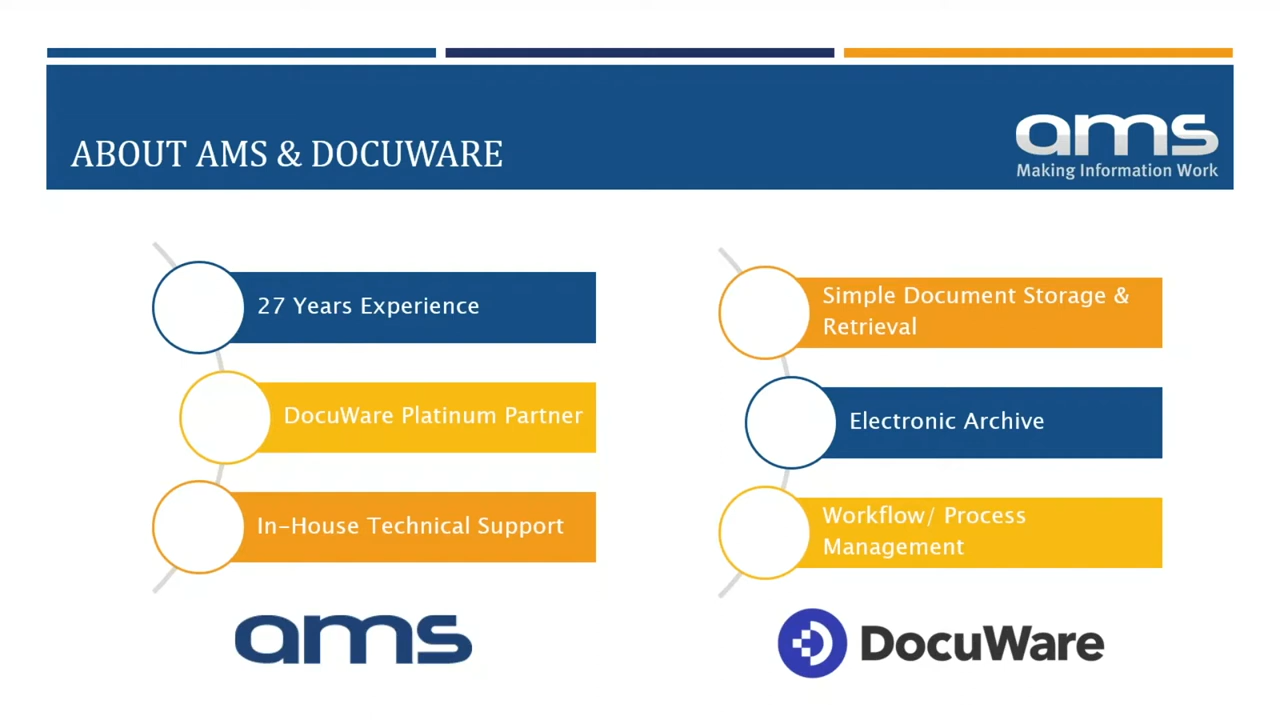 ABOUT AMS & DOCUWARE
ams
Making Information Work
27 Years Experience
DocuWare Platinum Partner
In-House Technical Support
ams
Simple Document Storage &
Retrieval
Electronic Archive
Workflow/ Process
Management
DocuWare